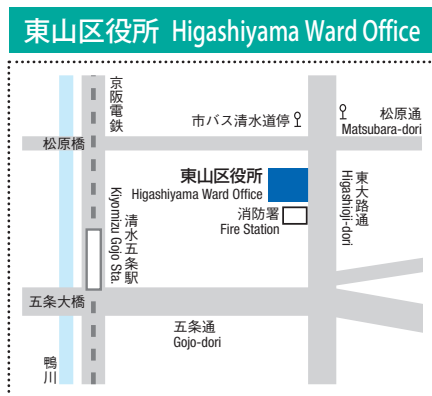 東山区役所 Higashiyama Ward Office
京阪電鉄
市バス清水道停
松原通
Matsubara-dori
松原橋
東山区役所
Higashiyama Ward Office
消防署
Fire Station
東大路通
Higashioji-dori
清水五条駅
Kiyomizu Gojo Sta.
五条大橋
五条通
Gojo-dori
鴨川